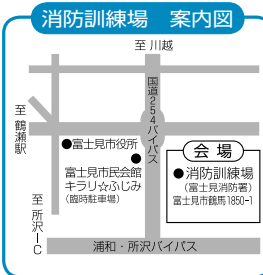 消防訓練場　案内図
至 川越
国道254バイパス
至 鶴瀬駅
●富士見市役所
●
富士見市民会館
キラリ☆ふじみ
(臨時駐車場)
会 場
●消防訓練場
(富士見消防署)
富士見市鶴馬1850-1
至 所沢IC
浦和・所沢バイパス